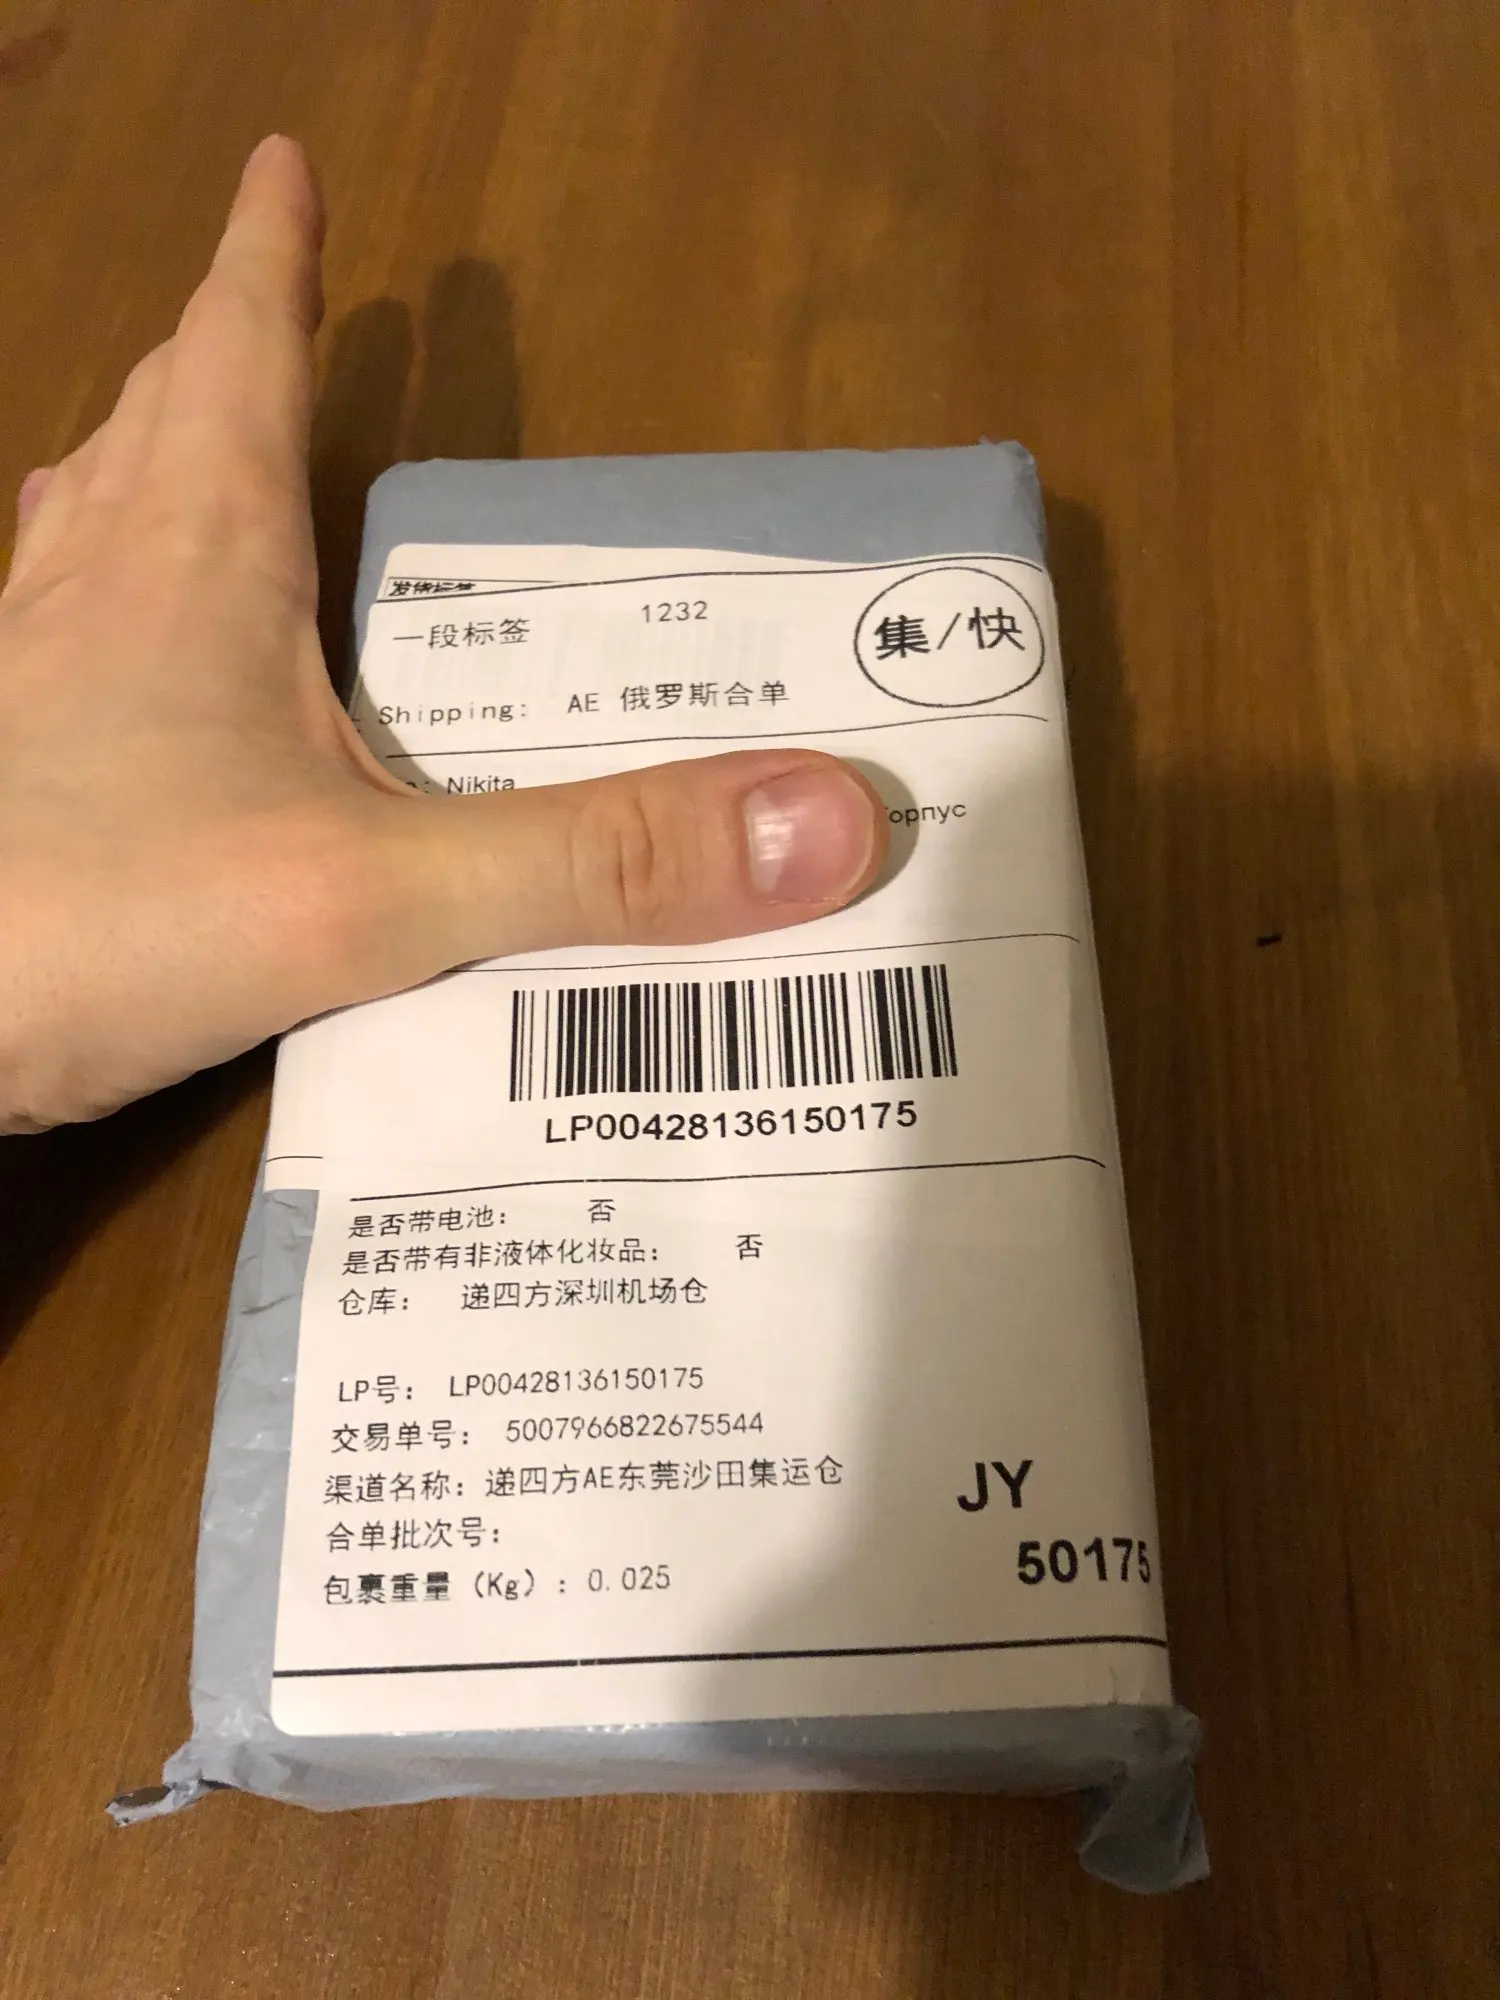 发货标签
一段标签
1232
集/快
Shipping: AE 俄罗斯合单
: Nikita
орпус
LP00428136150175
是否带电池: 否
是否带有非液体化妆品: 否
仓库: 递四方深圳机场仓
LP号: LP00428136150175
交易单号: 5007966822675544
渠道名称: 递四方AE东莞沙田集运仓
合单批次号:
包裹重量 (Kg) : 0.025
JY
50175